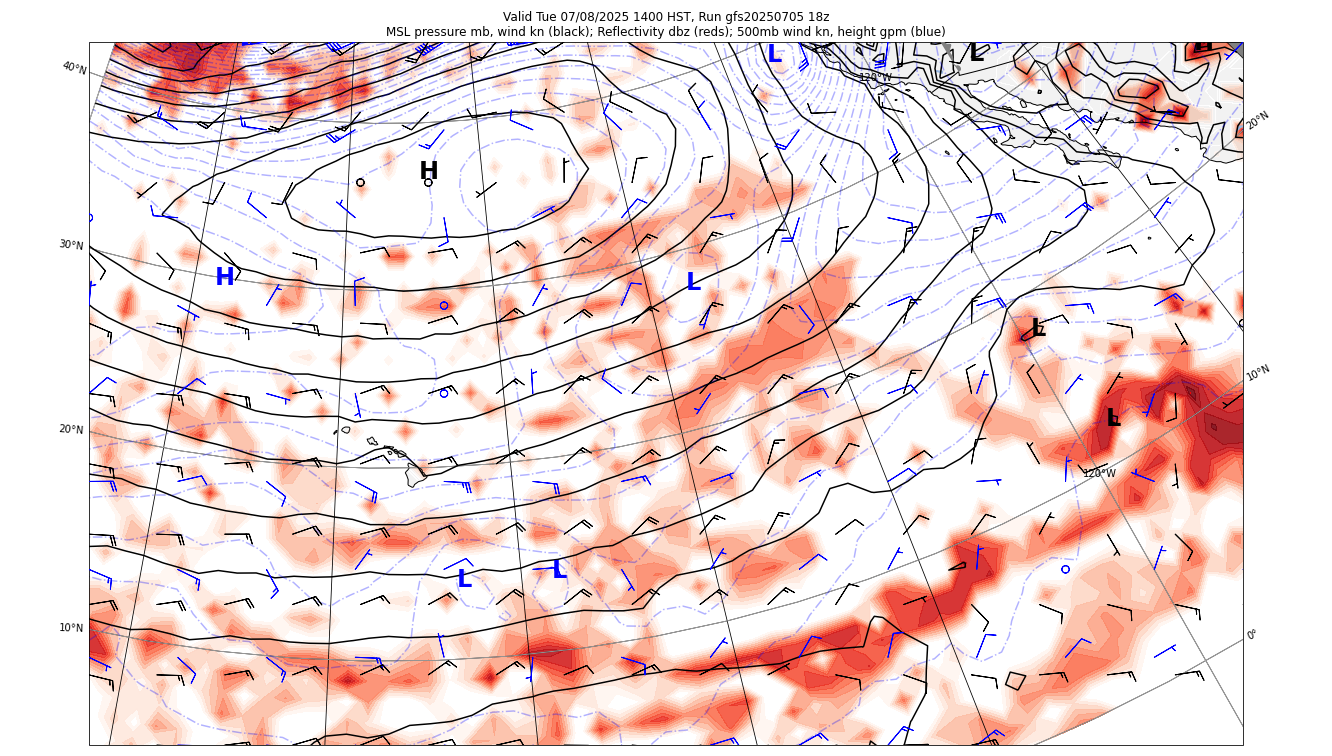 Valid Tue 07/08/2025 1400 HST, Run gfs20250705 18z
MSL pressure mb, wind kn (black); Reflectivity dbz (reds); 500mb wind kn, height gpm (blue)
L
L
H
40°N
120°W
20°N
H
30°N
H
L
L
10°N
20°N
L
120°W
L
L
10°N
0°